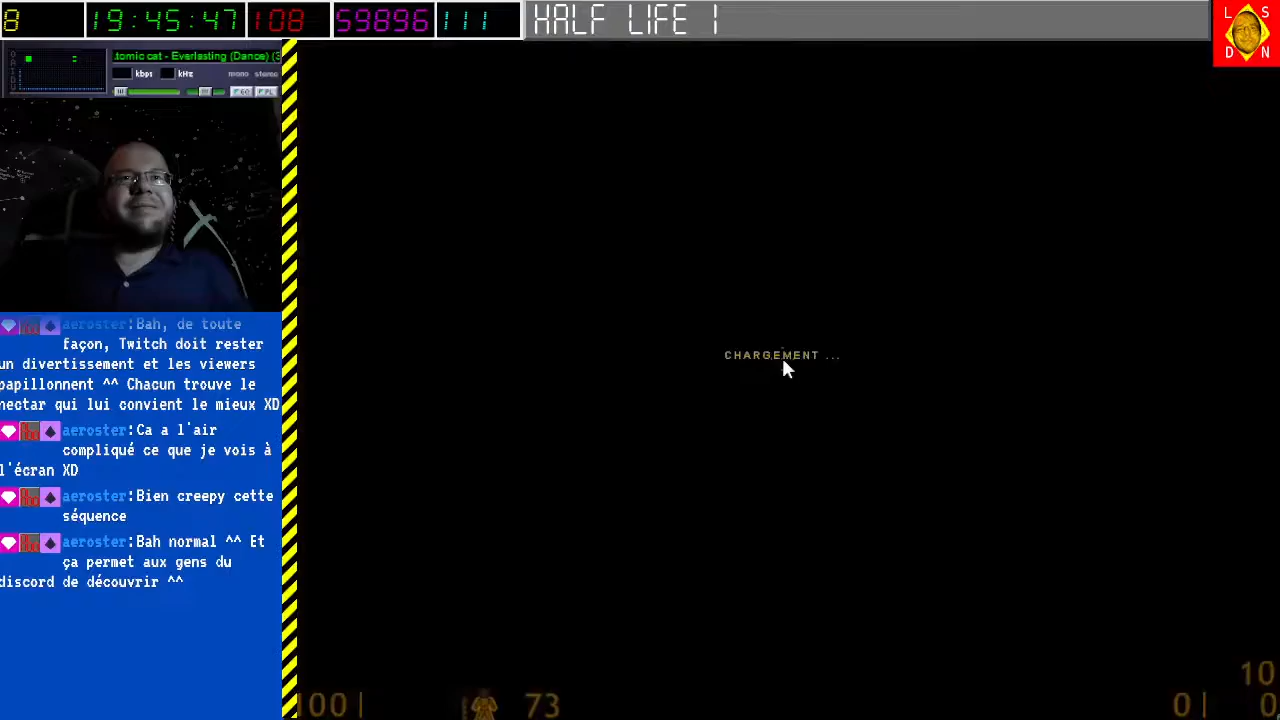 8
19:45:47
108
59896
111
HALF LIFE 1
L S
D N
.tomic cat - Everlasting (Dance) (3
kbps kHz mono stereo
EQ PL
aeroster:Bah, de toute
façon, Twitch doit rester
un divertissement et les viewers
papillonnent ^^ Chacun trouve le
nectar qui lui convient le mieux XD
aeroster:Ca a l'air
compliqué ce que je vois à
l'écran XD
aeroster:Bien creepy cette
séquence
aeroster:Bah normal ^^ Et
ça permet aux gens du
discord de découvrir ^^
CHARGEMENT ...
100|
73
10
0|
0